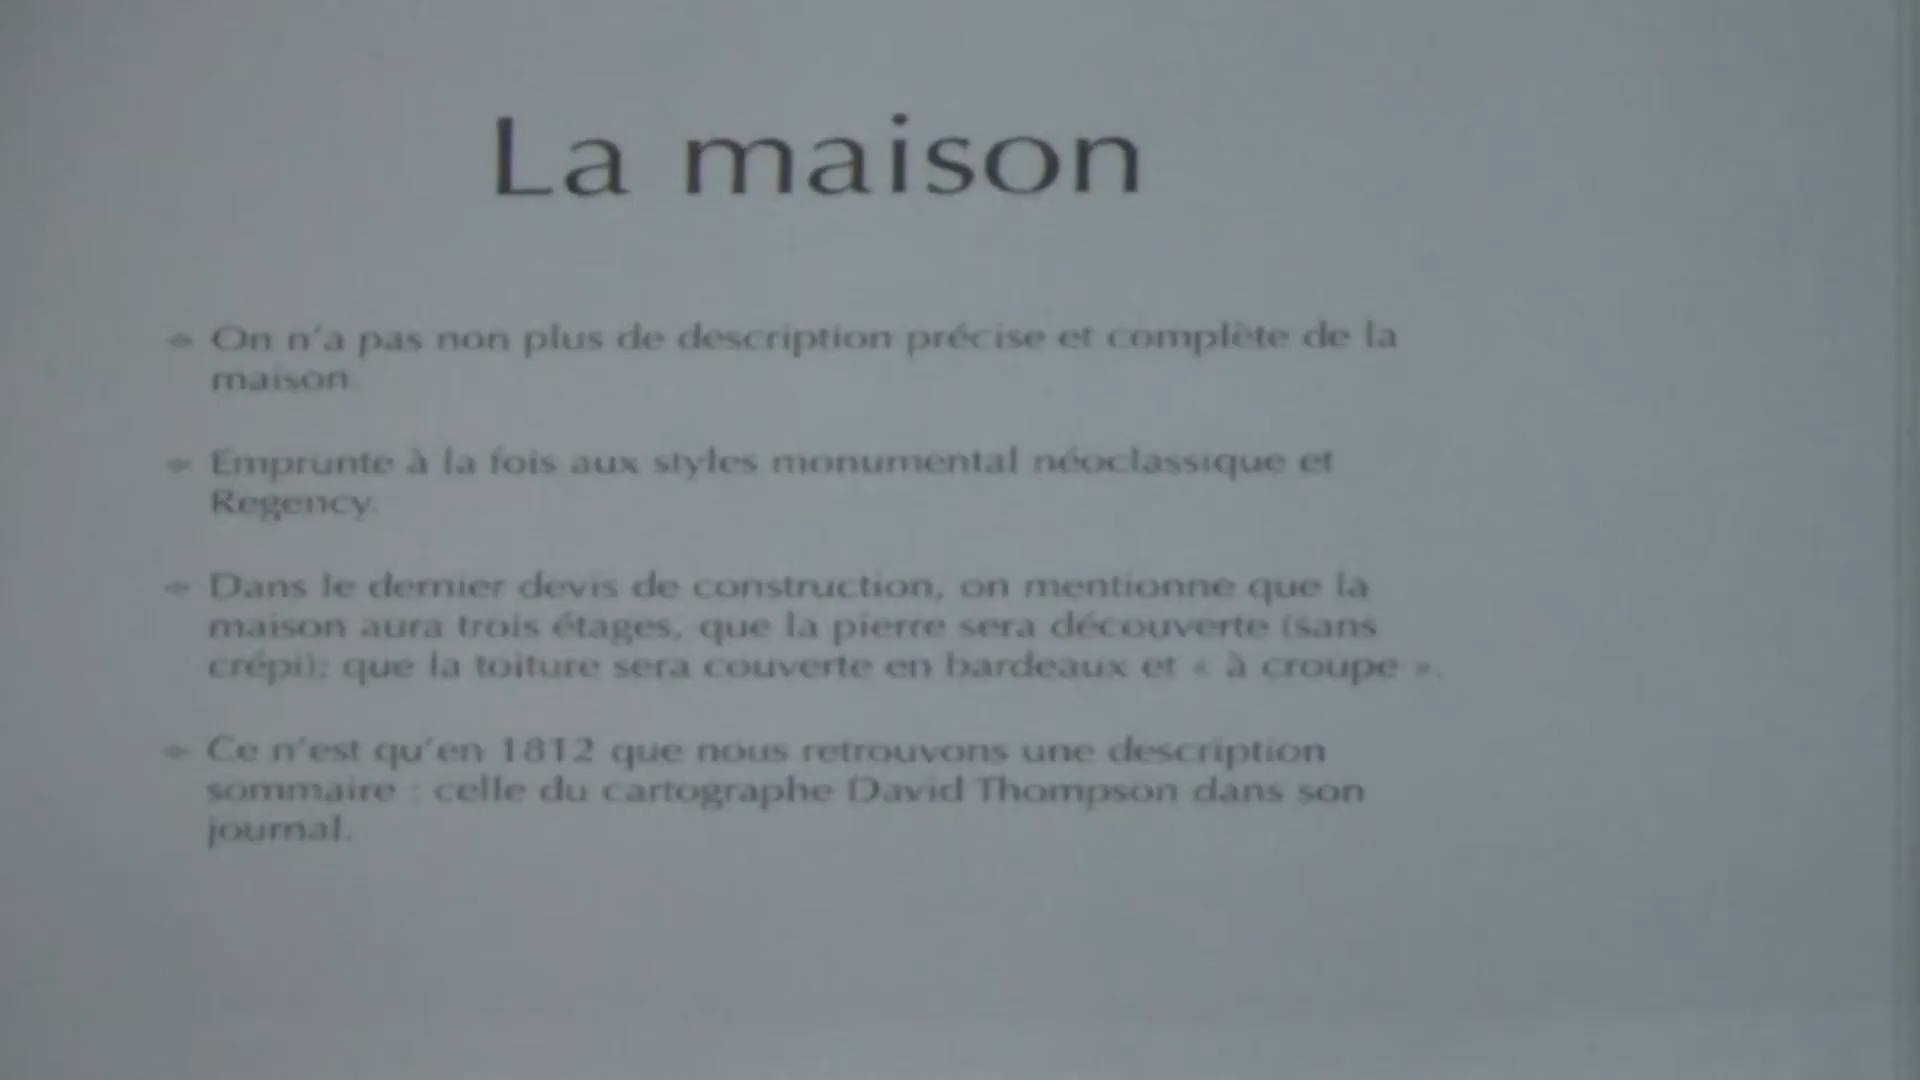 La maison
On n'a pas non plus de description précise et complète de la
maison.
Emprunte à la fois aux styles monumental néoclassique et
Regency.
Dans le dernier devis de construction, on mentionne que la
maison aura trois étages, que la pierre sera découverte (sans
crépi); que la toiture sera couverte en bardeaux et « à croupe ».
Ce n'est qu'en 1812 que nous retrouvons une description
sommaire : celle du cartographe David Thompson dans son
journal.